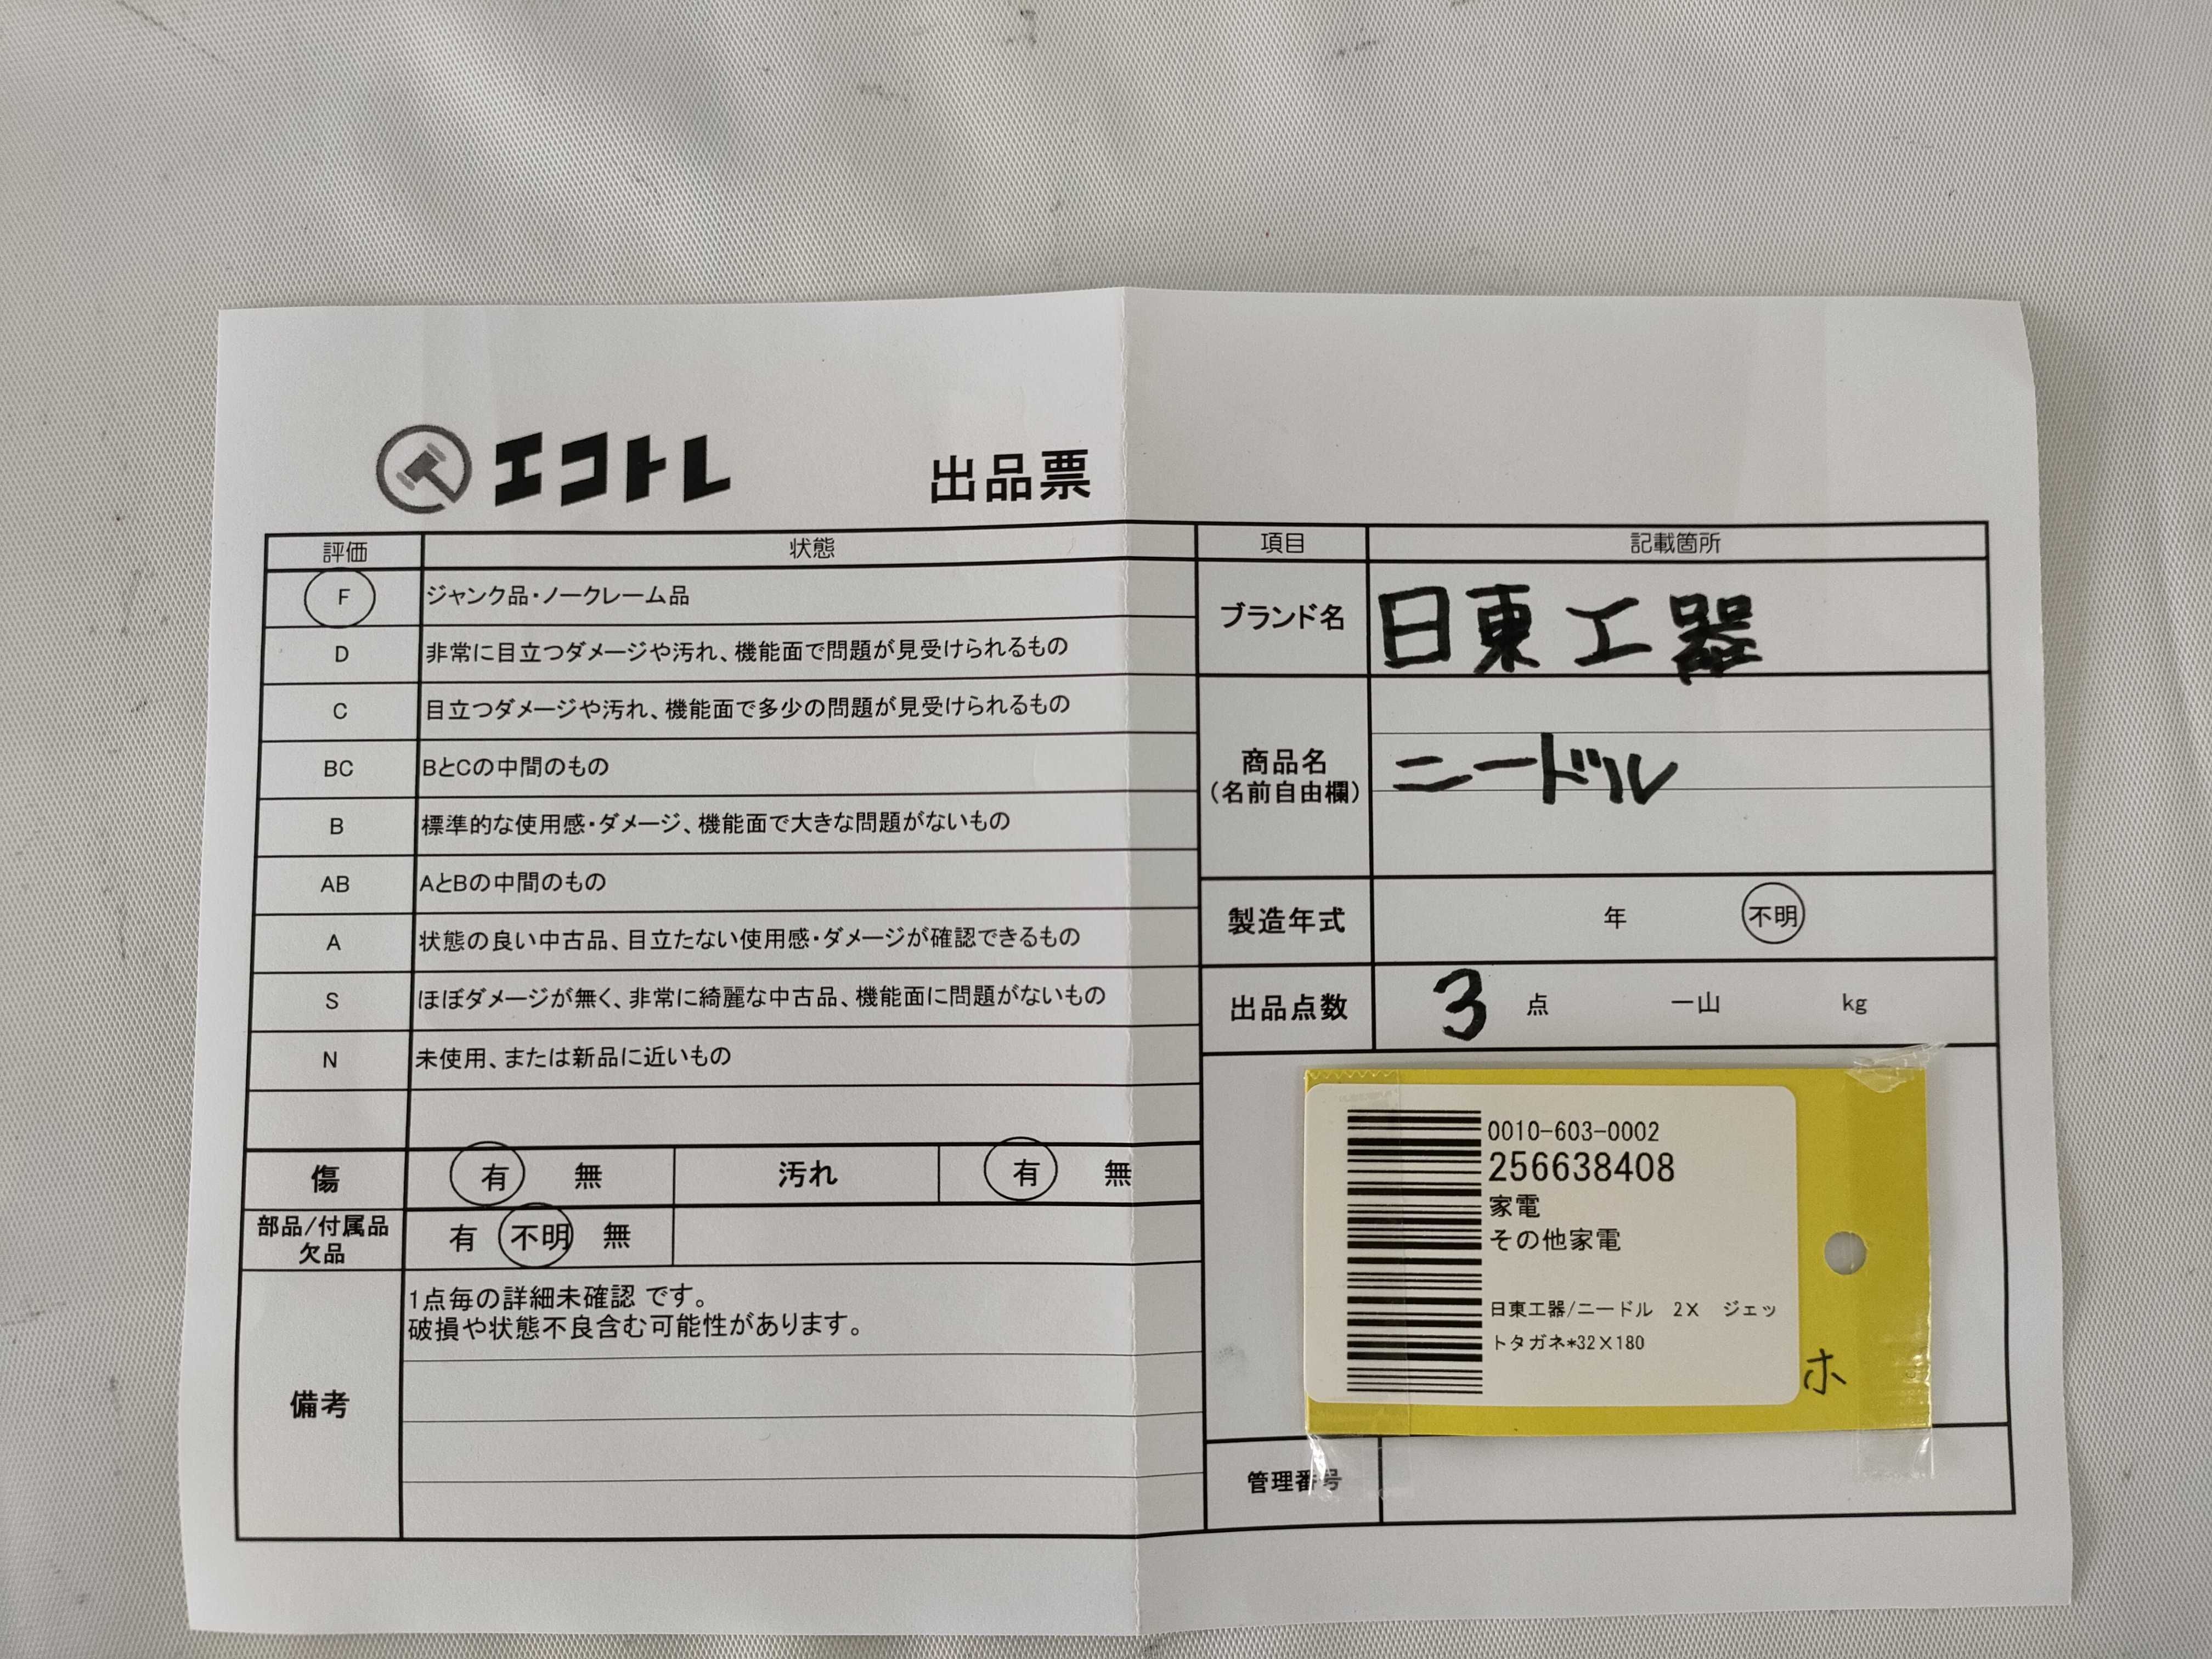 エコトレ 出品票
評価 状態
F ジャンク品・ノークレーム品
D 非常に目立つダメージや汚れ、機能面で問題が見受けられるもの
C 目立つダメージや汚れ、機能面で多少の問題が見受けられるもの
BC BとCの中間のもの
B 標準的な使用感・ダメージ、機能面で大きな問題がないもの
AB AとBの中間のもの
A 状態の良い中古品、目立たない使用感・ダメージが確認できるもの
S ほぼダメージが無く、非常に綺麗な中古品、機能面に問題がないもの
N 未使用、または新品に近いもの
傷 有 無 汚れ 有 無
部品/付属品
欠品 有 不明 無
備考
1点毎の詳細未確認 です。
破損や状態不良含む可能性があります。
項目 記載箇所
ブランド名 日東工器
商品名
(名前自由欄)
ニードル
製造年式 年 不明
出品点数 3 点 一山 kg
0010-603-0002
256638408
家電
その他家電
日東工器/ニードル 2X ジェッ
トタガネ*32×180
ホ
管理番号